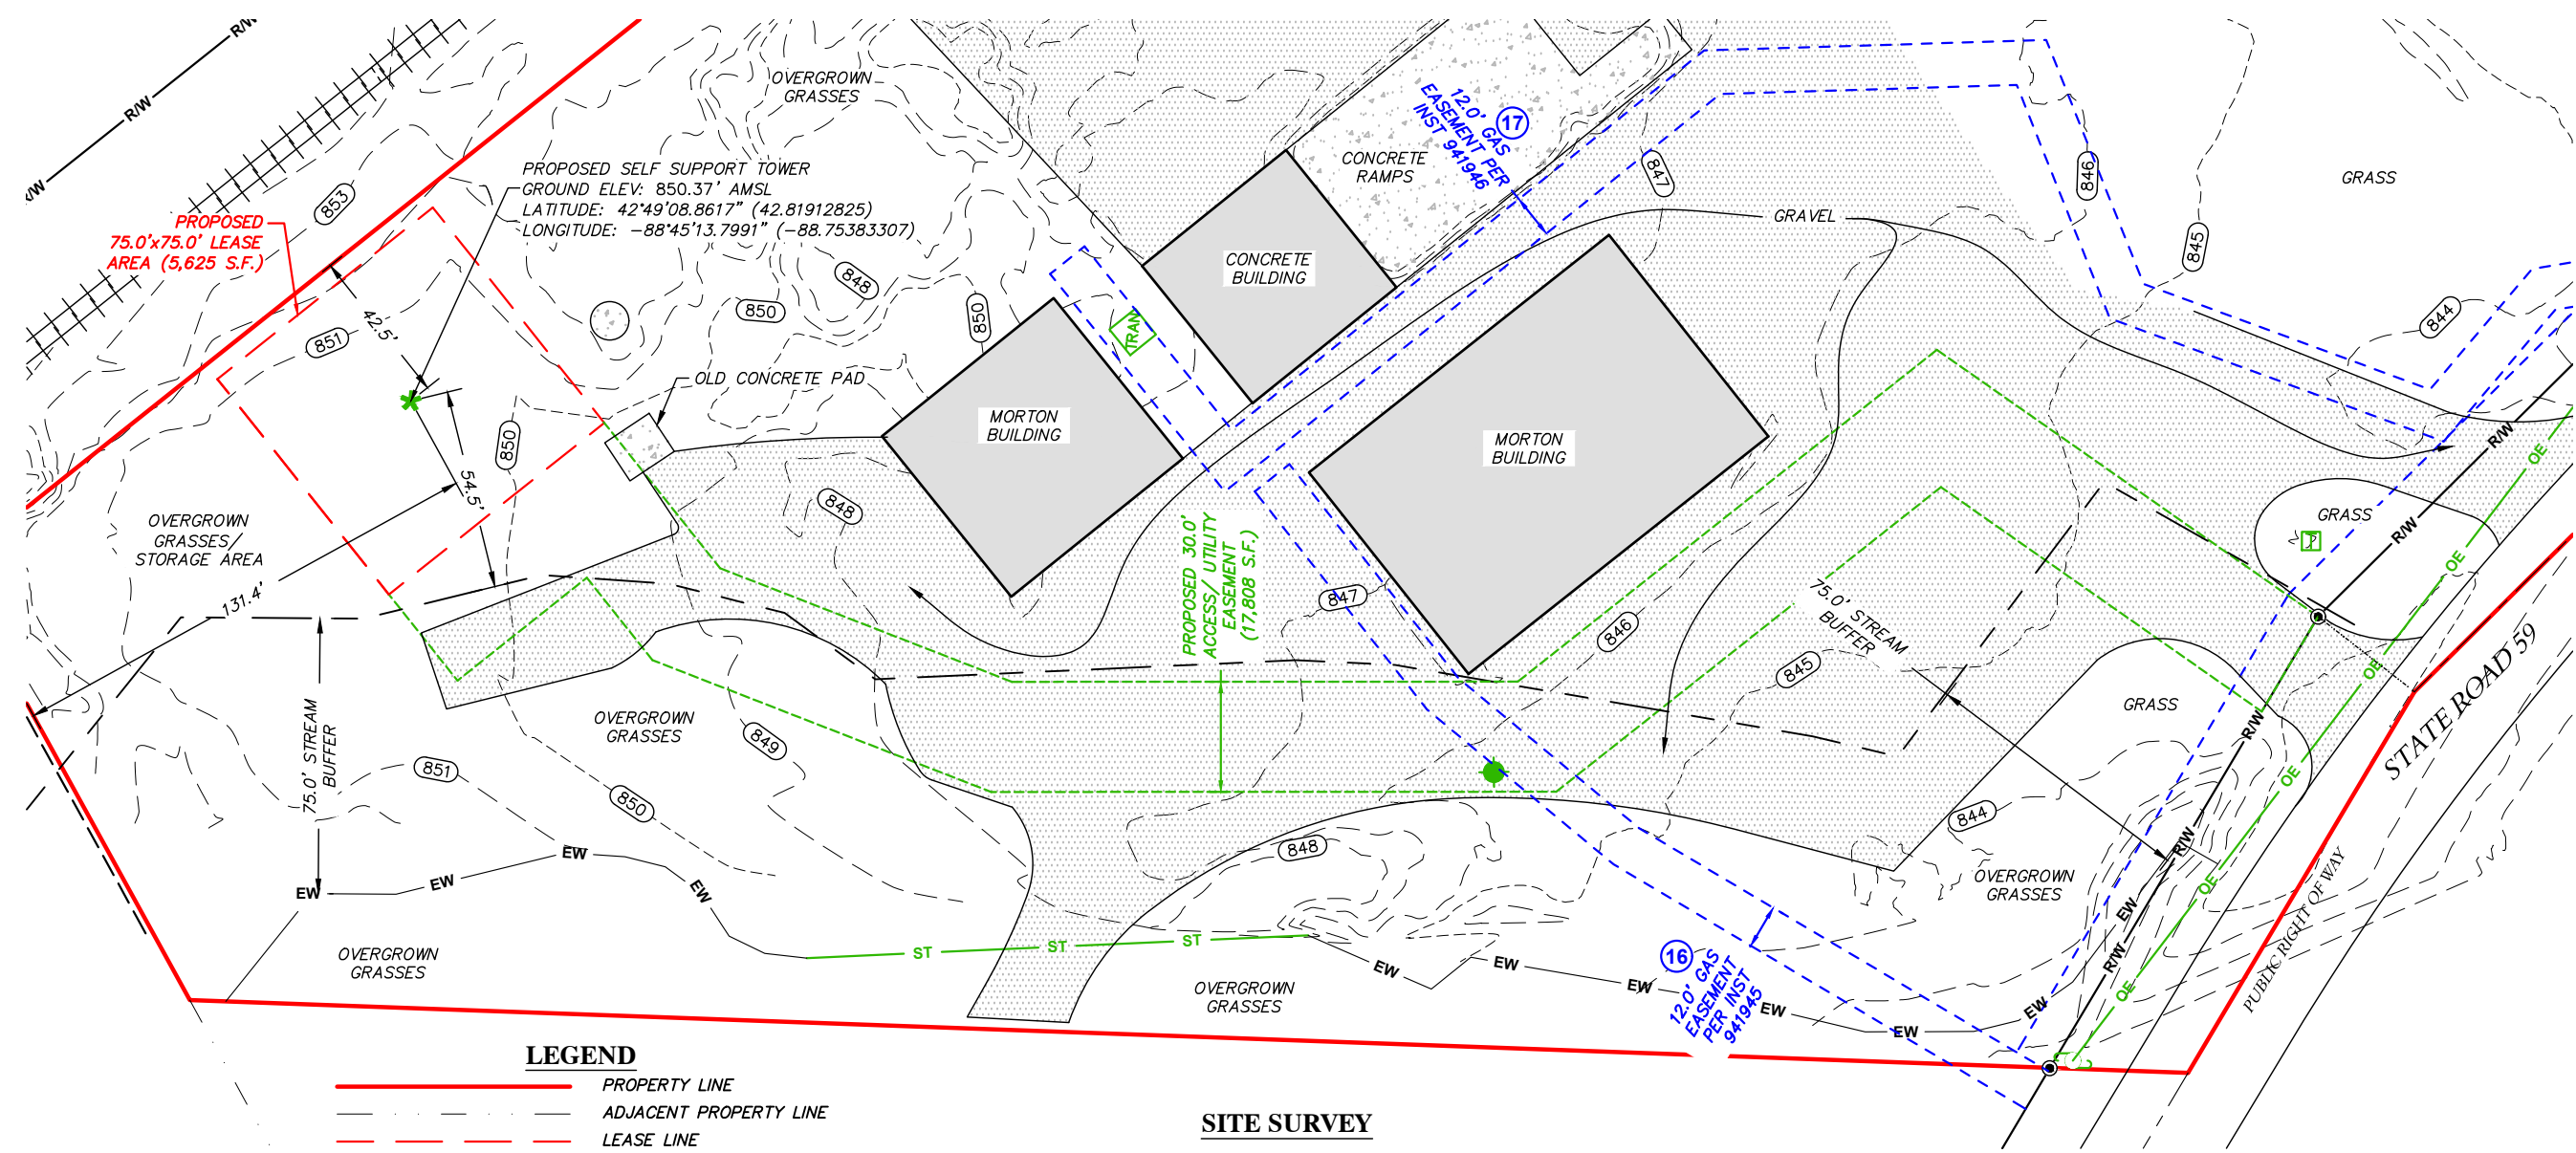 R/W
R/W
R/W
OVERGROWN
GRASSES
PROPOSED SELF SUPPORT TOWER
GROUND ELEV: 850.37' AMSL
LATITUDE: 42°49'08.8617" (42.81912825)
LONGITUDE: -88°45'13.7991" (-88.75383307)
853
PROPOSED
75.0'x75.0' LEASE
AREA (5,625 S.F.)
851
42.5'
54.5'
131.4'
850
848
850
850
OLD CONCRETE PAD
TRAN
CONCRETE
BUILDING
CONCRETE
RAMPS
12.0' GAS
EASEMENT PER
INST 941946
17
847
GRAVEL
846
845
844
GRASS
MORTON
BUILDING
MORTON
BUILDING
848
OVERGROWN
GRASSES/
STORAGE AREA
PROPOSED 30.0'
ACCESS/ UTILITY
EASEMENT
(17,808 S.F.)
847
846
845
75.0' STREAM
BUFFER
GRASS
R/W
R/W
OE
OE
OE
GRASS
R/W
OE
STATE ROAD 59
75.0' STREAM
BUFFER
851
850
849
OVERGROWN
GRASSES
848
844
OVERGROWN
GRASSES
R/W
OE
EW
R/W
OE
PUBLIC RIGHT OF WAY
EW
EW
EW
EW
OVERGROWN
GRASSES
ST
ST
ST
OVERGROWN
GRASSES
EW
EW
EW
EW
EW
EW
16
12.0' GAS
EASEMENT
PER INST
941945
LEGEND
PROPERTY LINE
ADJACENT PROPERTY LINE
LEASE LINE
SITE SURVEY